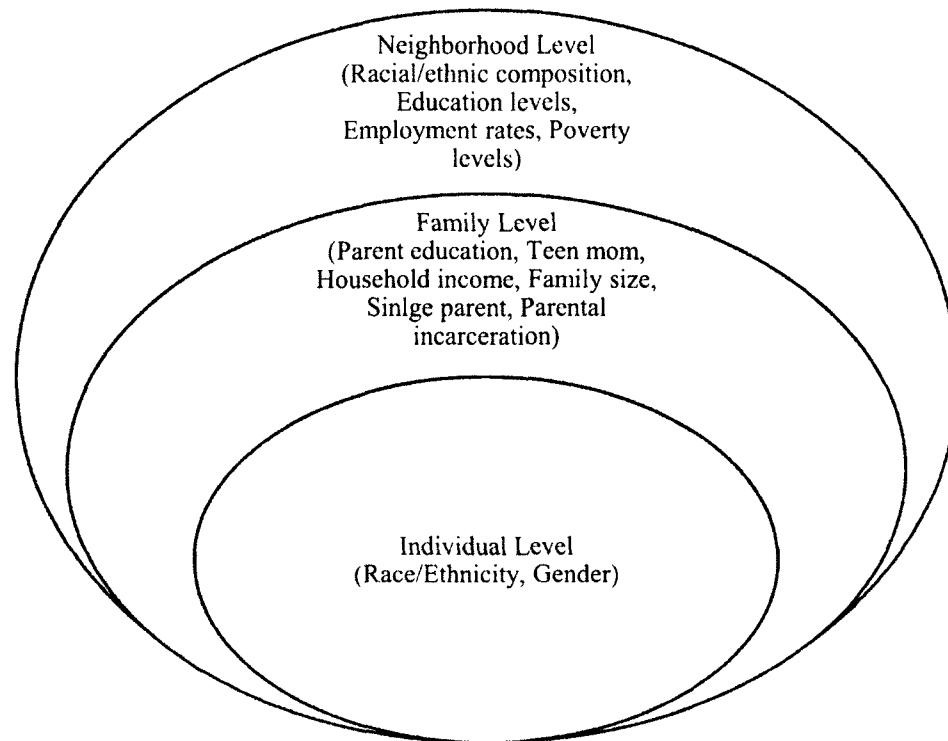 Neighborhood Level
(Racial/ethnic composition,
Education levels,
Employment rates, Poverty
levels)
Family Level
(Parent education, Teen mom,
Household income, Family size,
Sinlge parent, Parental
incarceration)
Individual Level
(Race/Ethnicity, Gender)